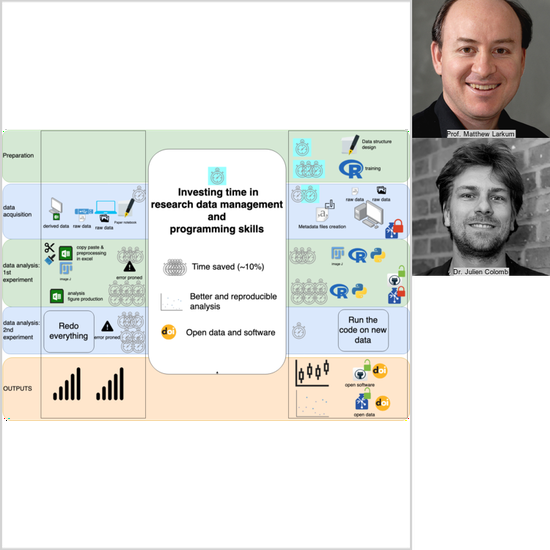 Prof. Matthew Larkum
Dr. Julien Colomb
Preparation
Data structure
design
training
Investing time in
research data management
and
programming skills
Time saved (~10%)
Better and reproducible
analysis
doi
Open data and software
data
acquisition
derived data
raw data
raw data
Paper notebook
raw data
raw data
Metadata files creation
data analysis:
1st
experiment
copy paste &
preprocessing
in excel
image J
error prone
analysis
figure production
image J
data analysis:
2nd
experiment
Redo
everything
error proned
Run the
code on new
data
OUTPUTS
open software
doi
open data
doi